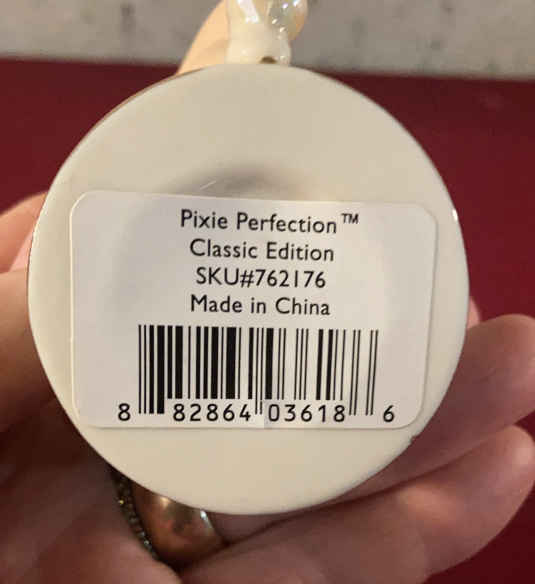 Pixie Perfection™
Classic Edition
SKU#762176
Made in China
8 82864 03618 6